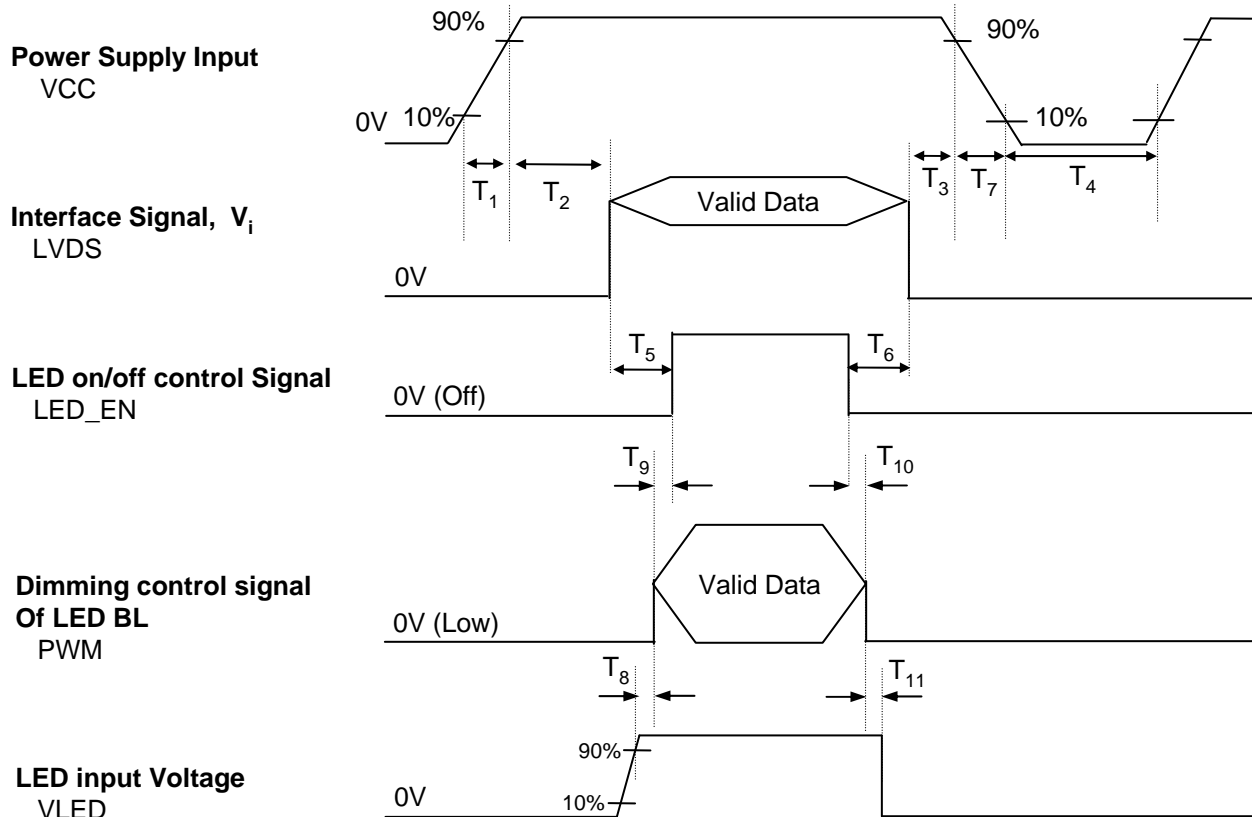 90%
90%
Power Supply Input
VCC
0V
10%
10%
T1
T2
T3
T7
T4
Interface Signal, Vi
LVDS
Valid Data
0V
T5
T6
LED on/off control Signal
LED_EN
0V (Off)
T9
T10
Dimming control signal
Of LED BL
PWM
Valid Data
0V (Low)
T8
T11
90%
LED input Voltage
VLED
0V
10%